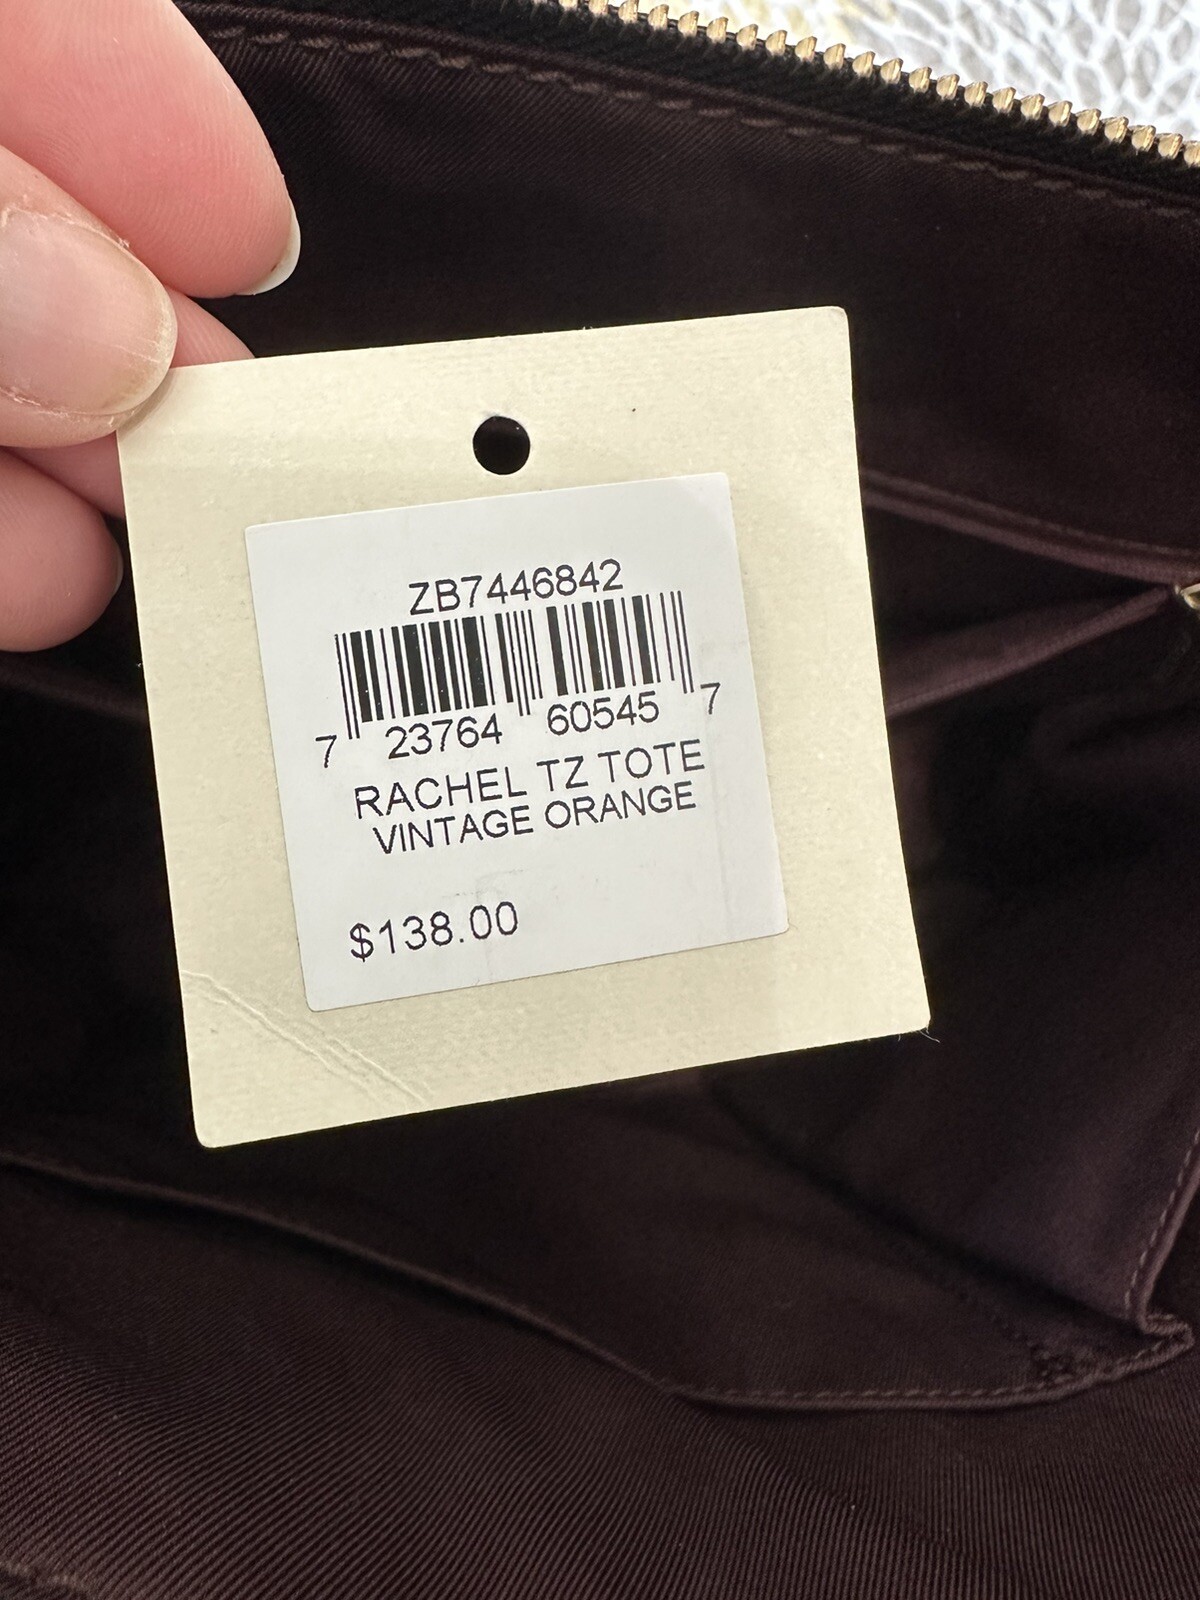 ZB7446842
7 23764 60545 7
RACHEL TZ TOTE
VINTAGE ORANGE
$138.00